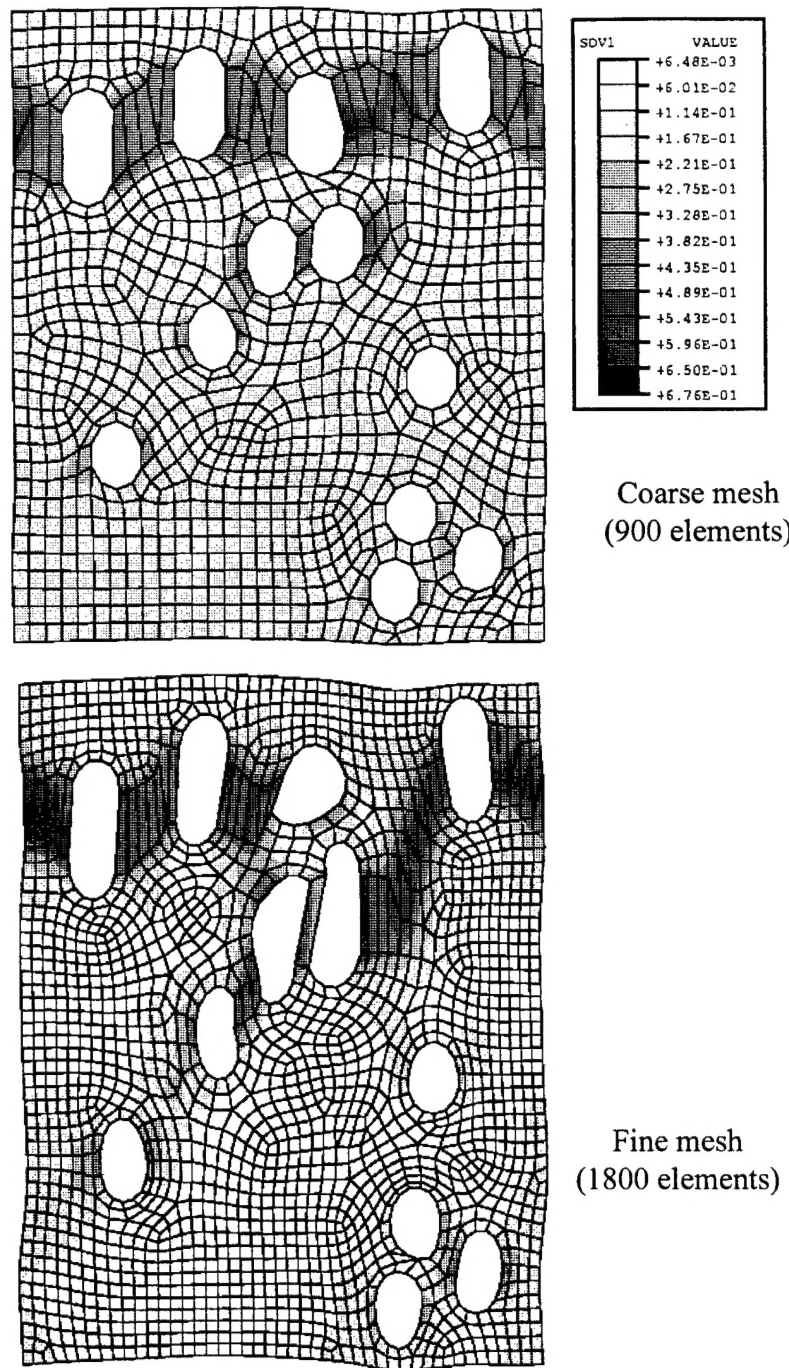 SDV1 VALUE
+6.48E-03
+6.01E-02
+1.14E-01
+1.67E-01
+2.21E-01
+2.75E-01
+3.28E-01
+3.82E-01
+4.35E-01
+4.89E-01
+5.43E-01
+5.96E-01
+6.50E-01
+6.76E-01
Coarse mesh
(900 elements)
Fine mesh
(1800 elements)